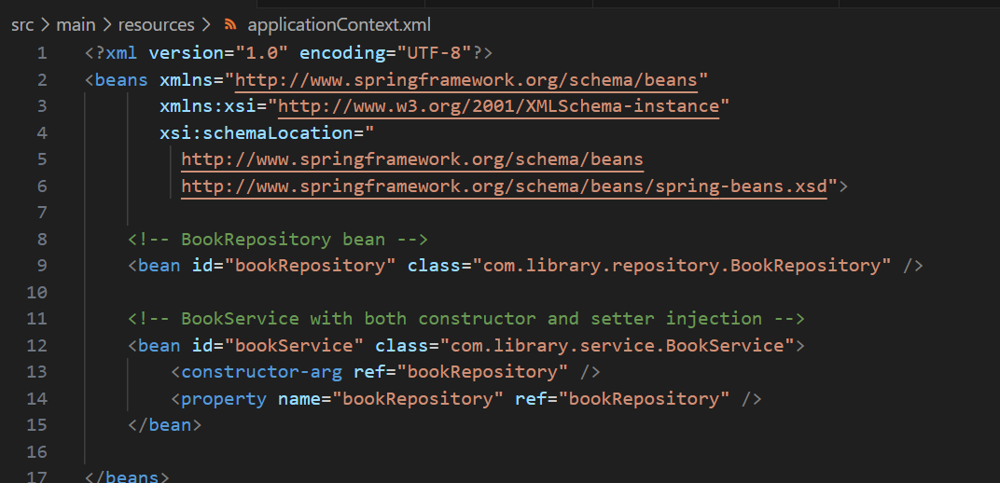 src > main > resources > applicationContext.xml
1 <?xml version="1.0" encoding="UTF-8"?>
2 <beans xmlns="http://www.springframework.org/schema/beans"
3 xmlns:xsi="http://www.w3.org/2001/XMLSchema-instance"
4 xsi:schemaLocation="
5 http://www.springframework.org/schema/beans
6 http://www.springframework.org/schema/beans/spring-beans.xsd">
7
8 <!-- BookRepository bean -->
9 <bean id="bookRepository" class="com.library.repository.BookRepository" />
10
11 <!-- BookService with both constructor and setter injection -->
12 <bean id="bookService" class="com.library.service.BookService">
13 <constructor-arg ref="bookRepository" />
14 <property name="bookRepository" ref="bookRepository" />
15 </bean>
16
17 </beans>